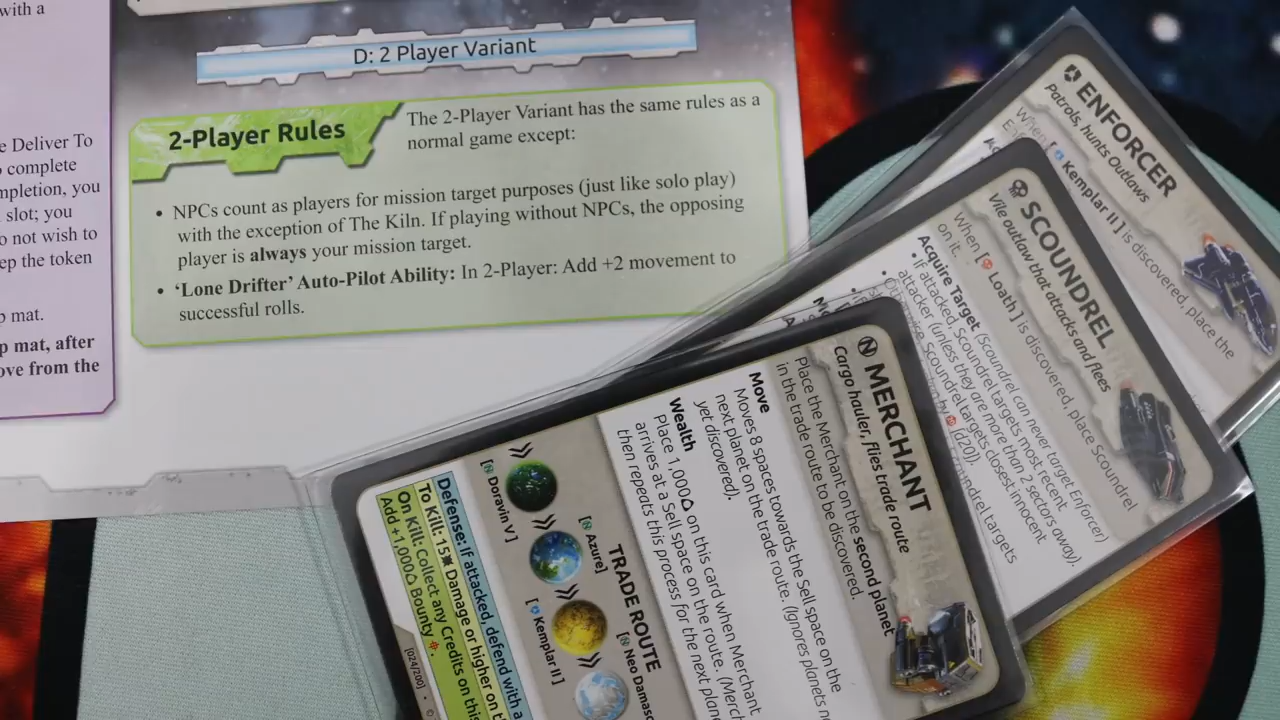 with a
e Deliver To
complete
mpletion, you
slot; you
o not wish to
ep the token
p mat.
p mat, after
ove from the
D: 2 Player Variant
2-Player Rules
The 2-Player Variant has the same rules as a
normal game except:
• NPCs count as players for mission target purposes (just like solo play)
with the exception of The Kiln. If playing without NPCs, the opposing
player is always your mission target.
• ‘Lone Drifter’ Auto-Pilot Ability: In 2-Player: Add +2 movement to
successful rolls.
ENFORCER
Patrols, hunts Outlaws
When [ Kemplar II ] is discovered, place the
SCOUNDREL
Vile outlaw that attacks and flees
When [ Loath ] is discovered, place Scoundrel
on it.
Acquire Target (Scoundrel can never target Enforcer)
• If attacked, Scoundrel targets most recent
attacker (unless they are more than 2 sectors away).
Scoundrel targets closest innocent
(d20)).
Scoundrel targets
MERCHANT
Cargo hauler, flies trade route
Place the Merchant on the second planet
in the trade route to be discovered.
Move
Moves 8 spaces towards the Sell space on the
next planet on the trade route. (Ignores planets
yet discovered).
Wealth
Place 1,000 on this card when Merchant
arrives at a Sell space on the route. (Merch
then repeats this process for the next plane
TRADE ROUTE
[ Doravin V ]
[ Azure]
[ Kemplar II ]
[ Neo Damasc
Defense: If attacked, defend with a
To Kill: 15 Damage or higher on t
On Kill: Collect any Credits on this
Add +1,000 Bounty
[024/200]